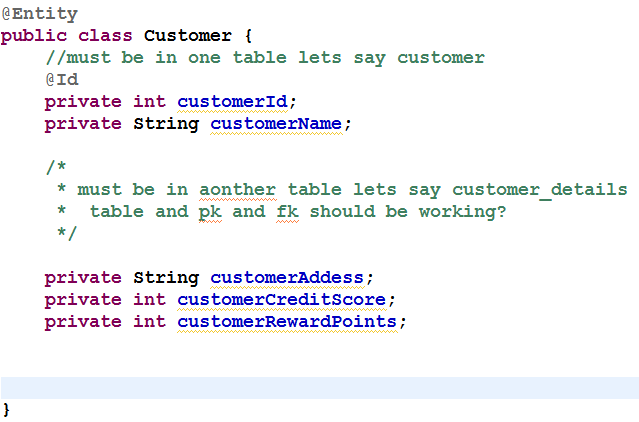 @Entity
public class Customer {
//must be in one table lets say customer
@Id
private int customerId;
private String customerName;
/*
* must be in aonther table lets say customer_details
*  table and pk and fk should be working?
*/
private String customerAddess;
private int customerCreditScore;
private int customerRewardPoints;
}